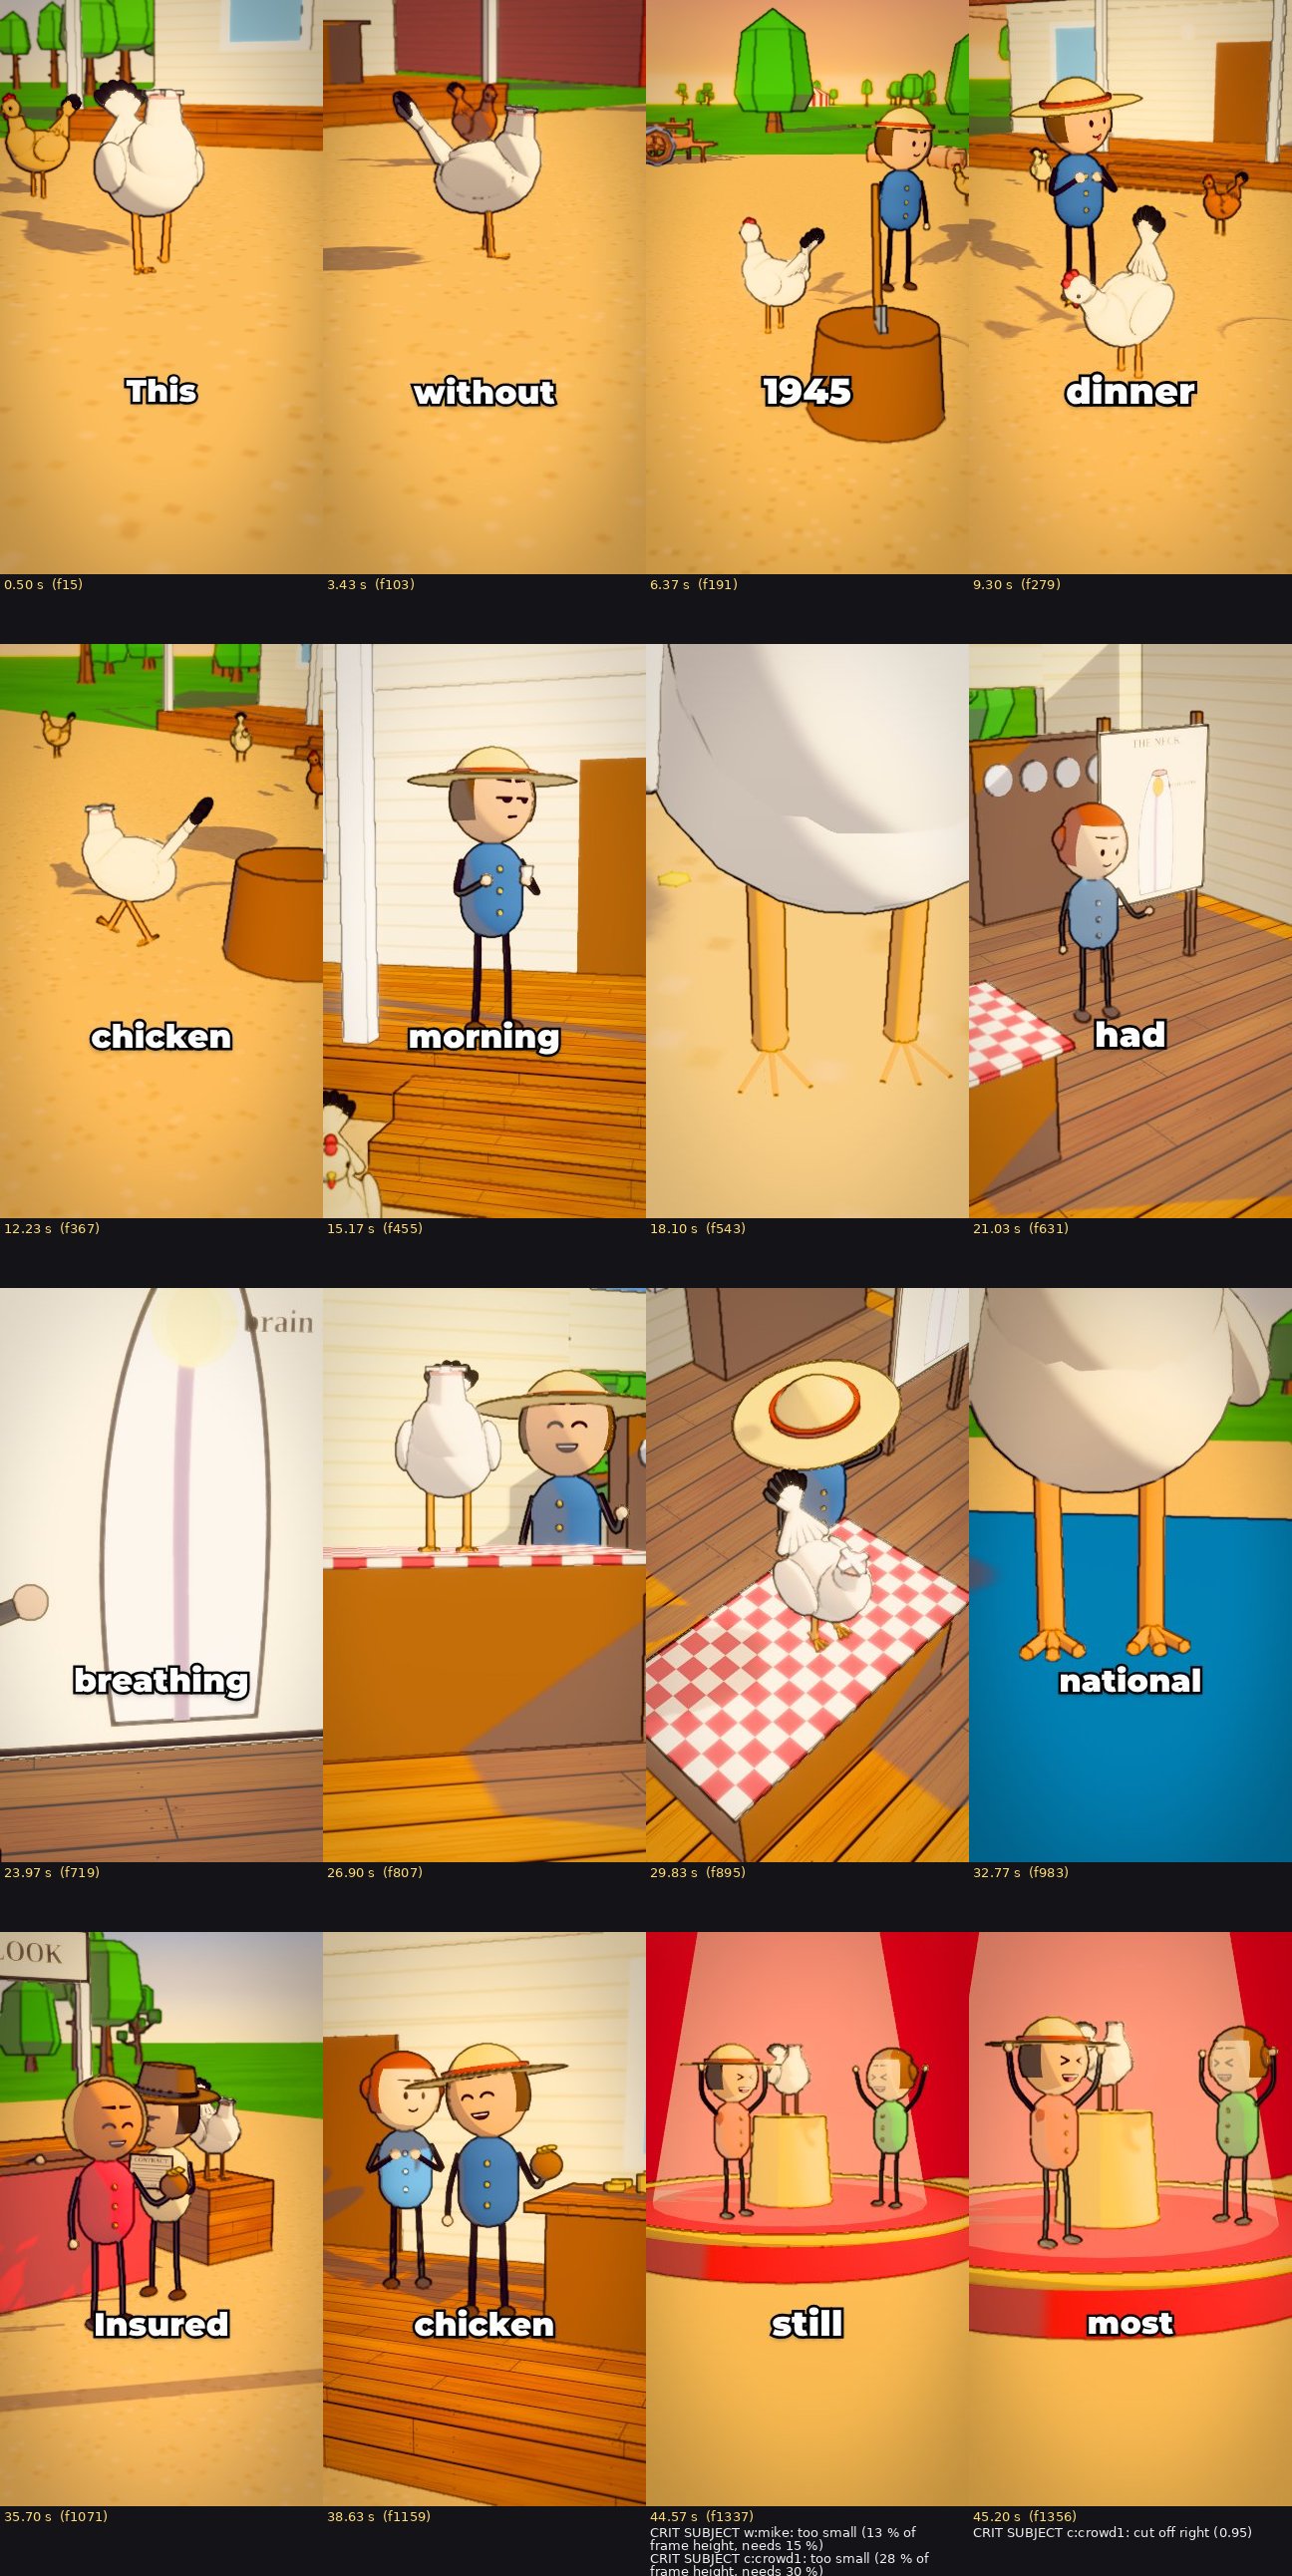 This
without
1945
dinner
0.50 s (f15)
3.43 s (f103)
6.37 s (f191)
9.30 s (f279)
THE NECK
chicken
morning
had
12.23 s (f367)
15.17 s (f455)
18.10 s (f543)
21.03 s (f631)
brain
breathing
national
23.97 s (f719)
26.90 s (f807)
29.83 s (f895)
32.77 s (f983)
LOOK
CONTRACT
Insured
chicken
still
most
35.70 s (f1071)
38.63 s (f1159)
44.57 s (f1337)
45.20 s (f1356)
CRIT SUBJECT w:mike: too small (13 % of
frame height, needs 15 %)
CRIT SUBJECT c:crowd1: too small (28 % of
frame height, needs 30 %)
CRIT SUBJECT c:crowd1: cut off right (0.95)